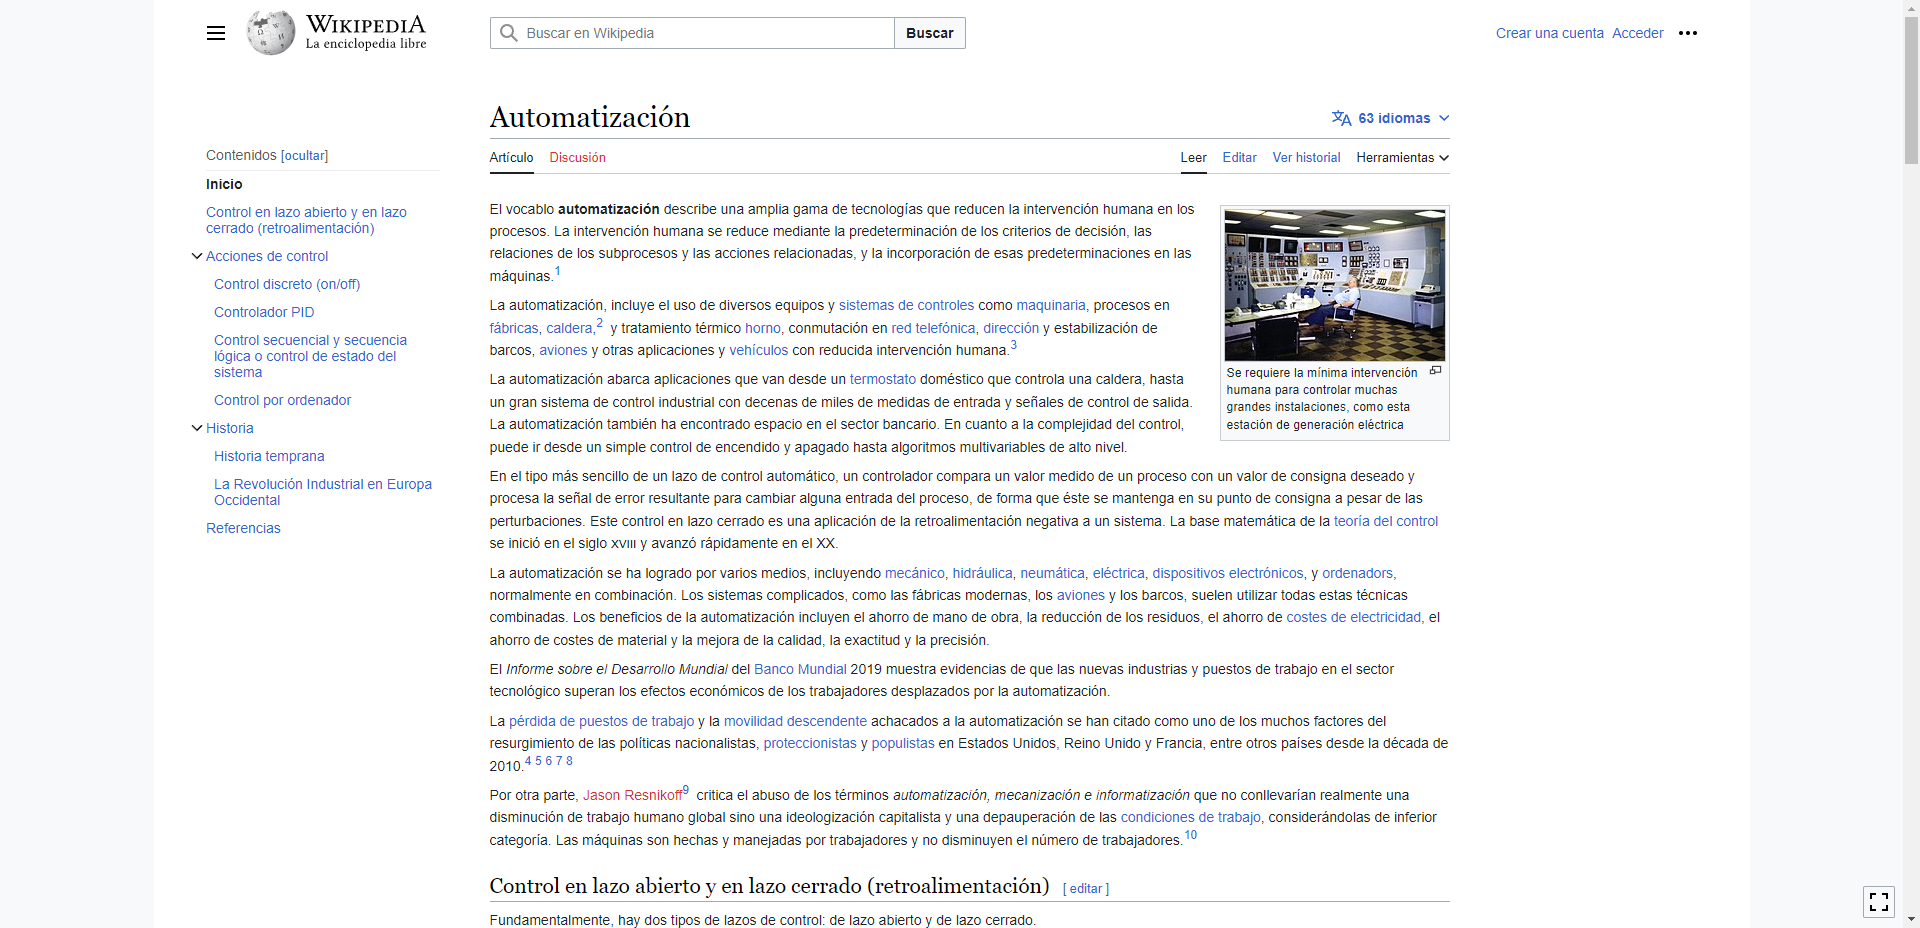 WIKIPEDIA
La enciclopedia libre
Buscar en Wikipedia
Buscar
Crear una cuenta Acceder
Automatización
63 idiomas
Artículo Discusión
Leer Editar Ver historial Herramientas
Contenidos [ocultar]
Inicio
Control en lazo abierto y en lazo
cerrado (retroalimentación)
Acciones de control
Control discreto (on/off)
Controlador PID
Control secuencial y secuencia
lógica o control de estado del
sistema
Control por ordenador
Historia
Historia temprana
La Revolución Industrial en Europa
Occidental
Referencias
El vocablo automatización describe una amplia gama de tecnologías que reducen la intervención humana en los
procesos. La intervención humana se reduce mediante la predeterminación de los criterios de decisión, las
relaciones de los subprocesos y las acciones relacionadas, y la incorporación de esas predeterminaciones en las
máquinas.1
La automatización, incluye el uso de diversos equipos y sistemas de controles como maquinaria, procesos en
fábricas, caldera,2 y tratamiento térmico horno, conmutación en red telefónica, dirección y estabilización de
barcos, aviones y otras aplicaciones y vehículos con reducida intervención humana.3
La automatización abarca aplicaciones que van desde un termostato doméstico que controla una caldera, hasta
un gran sistema de control industrial con decenas de miles de medidas de entrada y señales de control de salida.
La automatización también ha encontrado espacio en el sector bancario. En cuanto a la complejidad del control,
puede ir desde un simple control de encendido y apagado hasta algoritmos multivariables de alto nivel.
Se requiere la mínima intervención
humana para controlar muchas
grandes instalaciones, como esta
estación de generación eléctrica
En el tipo más sencillo de un lazo de control automático, un controlador compara un valor medido de un proceso con un valor de consigna deseado y
procesa la señal de error resultante para cambiar alguna entrada del proceso, de forma que éste se mantenga en su punto de consigna a pesar de las
perturbaciones. Este control en lazo cerrado es una aplicación de la retroalimentación negativa a un sistema. La base matemática de la teoría del control
se inició en el siglo XVIII y avanzó rápidamente en el XX.
La automatización se ha logrado por varios medios, incluyendo mecánico, hidráulica, neumática, eléctrica, dispositivos electrónicos, y ordenadors,
normalmente en combinación. Los sistemas complicados, como las fábricas modernas, los aviones y los barcos, suelen utilizar todas estas técnicas
combinadas. Los beneficios de la automatización incluyen el ahorro de mano de obra, la reducción de los residuos, el ahorro de costes de electricidad, el
ahorro de costes de material y la mejora de la calidad, la exactitud y la precisión.
El Informe sobre el Desarrollo Mundial del Banco Mundial 2019 muestra evidencias de que las nuevas industrias y puestos de trabajo en el sector
tecnológico superan los efectos económicos de los trabajadores desplazados por la automatización.
La pérdida de puestos de trabajo y la movilidad descendente achacados a la automatización se han citado como uno de los muchos factores del
resurgimiento de las políticas nacionalistas, proteccionistas y populistas en Estados Unidos, Reino Unido y Francia, entre otros países desde la década de
2010.4 5 6 7 8
Por otra parte, Jason Resnikoff9 critica el abuso de los términos automatización, mecanización e informatización que no conllevarían realmente una
disminución de trabajo humano global sino una ideologización capitalista y una depauperación de las condiciones de trabajo, considerándolas de inferior
categoría. Las máquinas son hechas y manejadas por trabajadores y no disminuyen el número de trabajadores.10
Control en lazo abierto y en lazo cerrado (retroalimentación) [ editar ]
Fundamentalmente, hay dos tipos de lazos de control: de lazo abierto y de lazo cerrado.